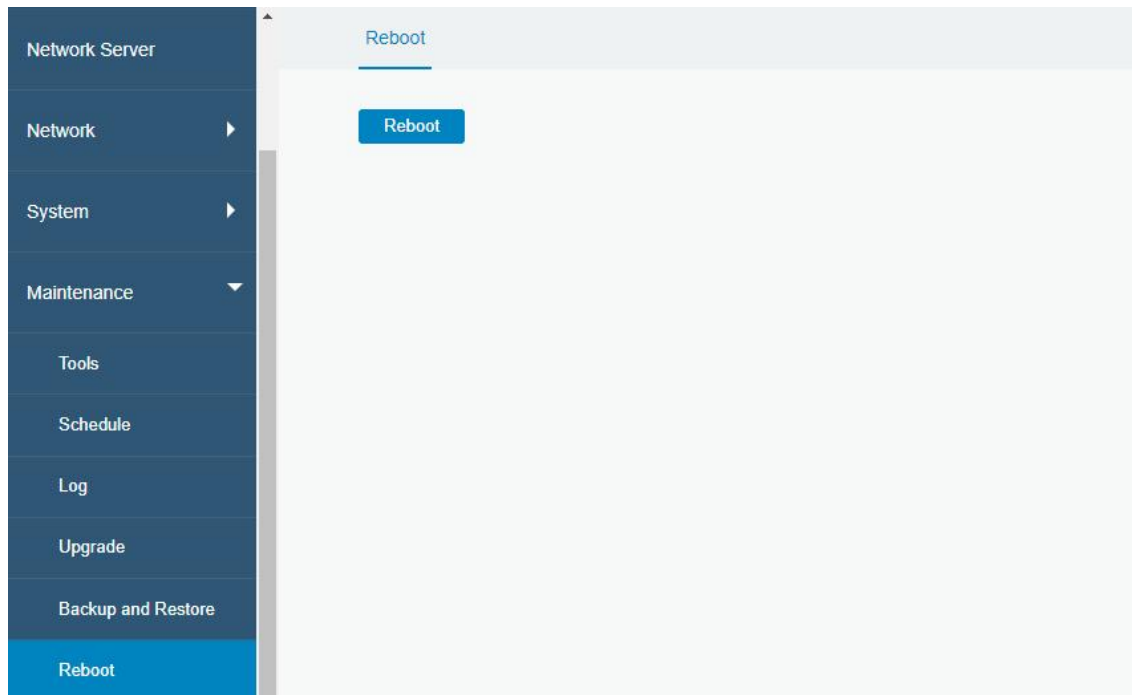 Network Server
Network
System
Maintenance
Tools
Schedule
Log
Upgrade
Backup and Restore
Reboot
Reboot
Reboot